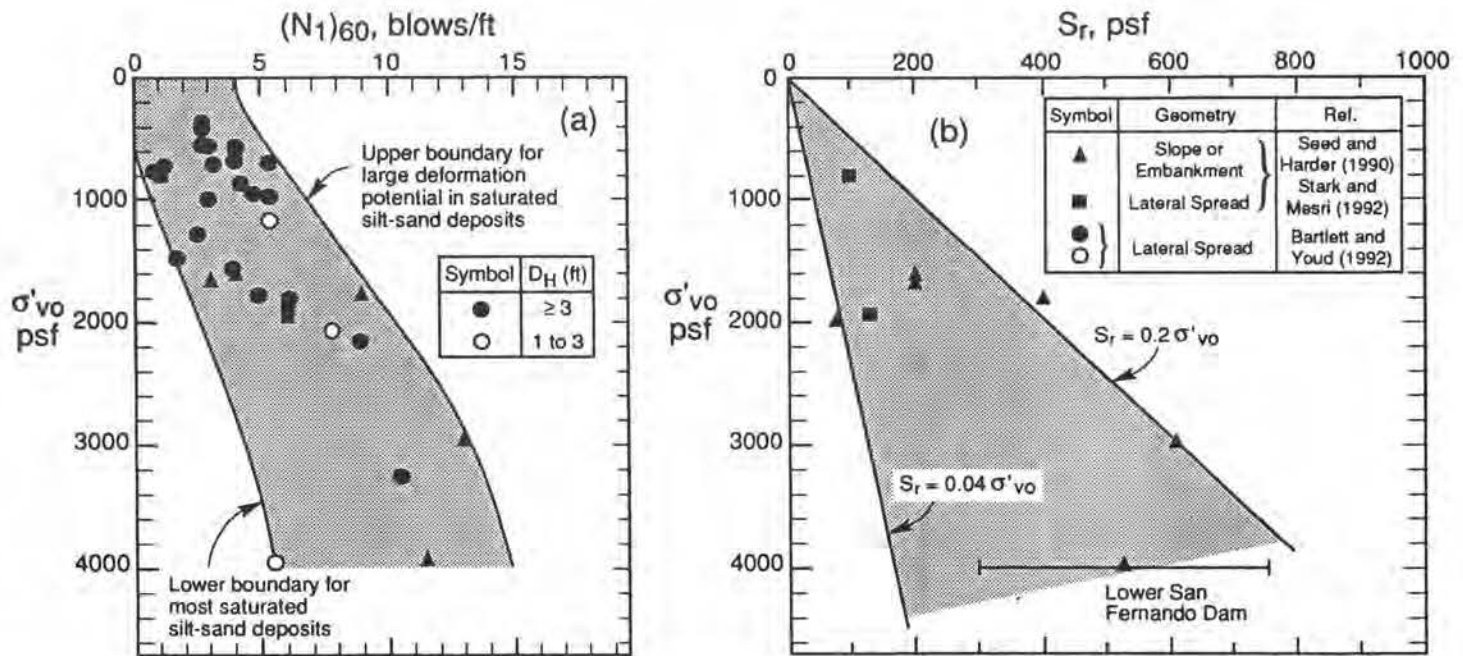 (N1)60, blows/ft
0 5 10 15
0
1000
2000
3000
4000
σ'vo
psf
(a)
Upper boundary for
large deformation
potential in saturated
silt-sand deposits
Symbol DH (ft)
● ≥ 3
○ 1 to 3
Lower boundary for
most saturated
silt-sand deposits
Sr, psf
0 200 400 600 800 1000
0
1000
2000
3000
4000
σ'vo
psf
(b)
Symbol Geometry Ref.
▲ Slope or
Embankment
Seed and
Harder (1990)
■ Lateral Spread
Stark and
Mesri (1992)
●
○
Lateral Spread
Bartlett and
Youd (1992)
Sr = 0.2 σ'vo
Sr = 0.04 σ'vo
Lower San
Fernando Dam